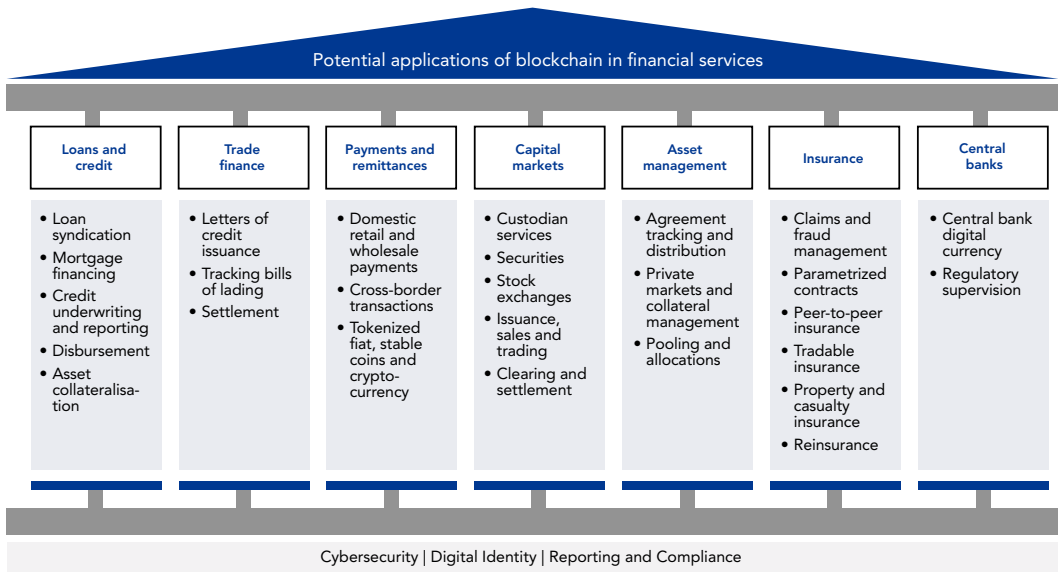 Potential applications of blockchain in financial services
Loans and
credit
• Loan
syndication
• Mortgage
financing
• Credit
underwriting
and reporting
• Disbursement
• Asset
collateralisa-
tion
Trade
finance
• Letters of
credit
issuance
• Tracking bills
of lading
• Settlement
Payments and
remittances
• Domestic
retail and
wholesale
payments
• Cross-border
transactions
• Tokenized
fiat, stable
coins and
crypto-
currency
Capital
markets
• Custodian
services
• Securities
• Stock
exchanges
• Issuance,
sales and
trading
• Clearing and
settlement
Asset
management
• Agreement
tracking and
distribution
• Private
markets and
collateral
management
• Pooling and
allocations
Insurance
• Claims and
fraud
management
• Parametrized
contracts
• Peer-to-peer
insurance
• Tradable
insurance
• Property and
casualty
insurance
• Reinsurance
Central
banks
• Central bank
digital
currency
• Regulatory
supervision
Cybersecurity | Digital Identity | Reporting and Compliance